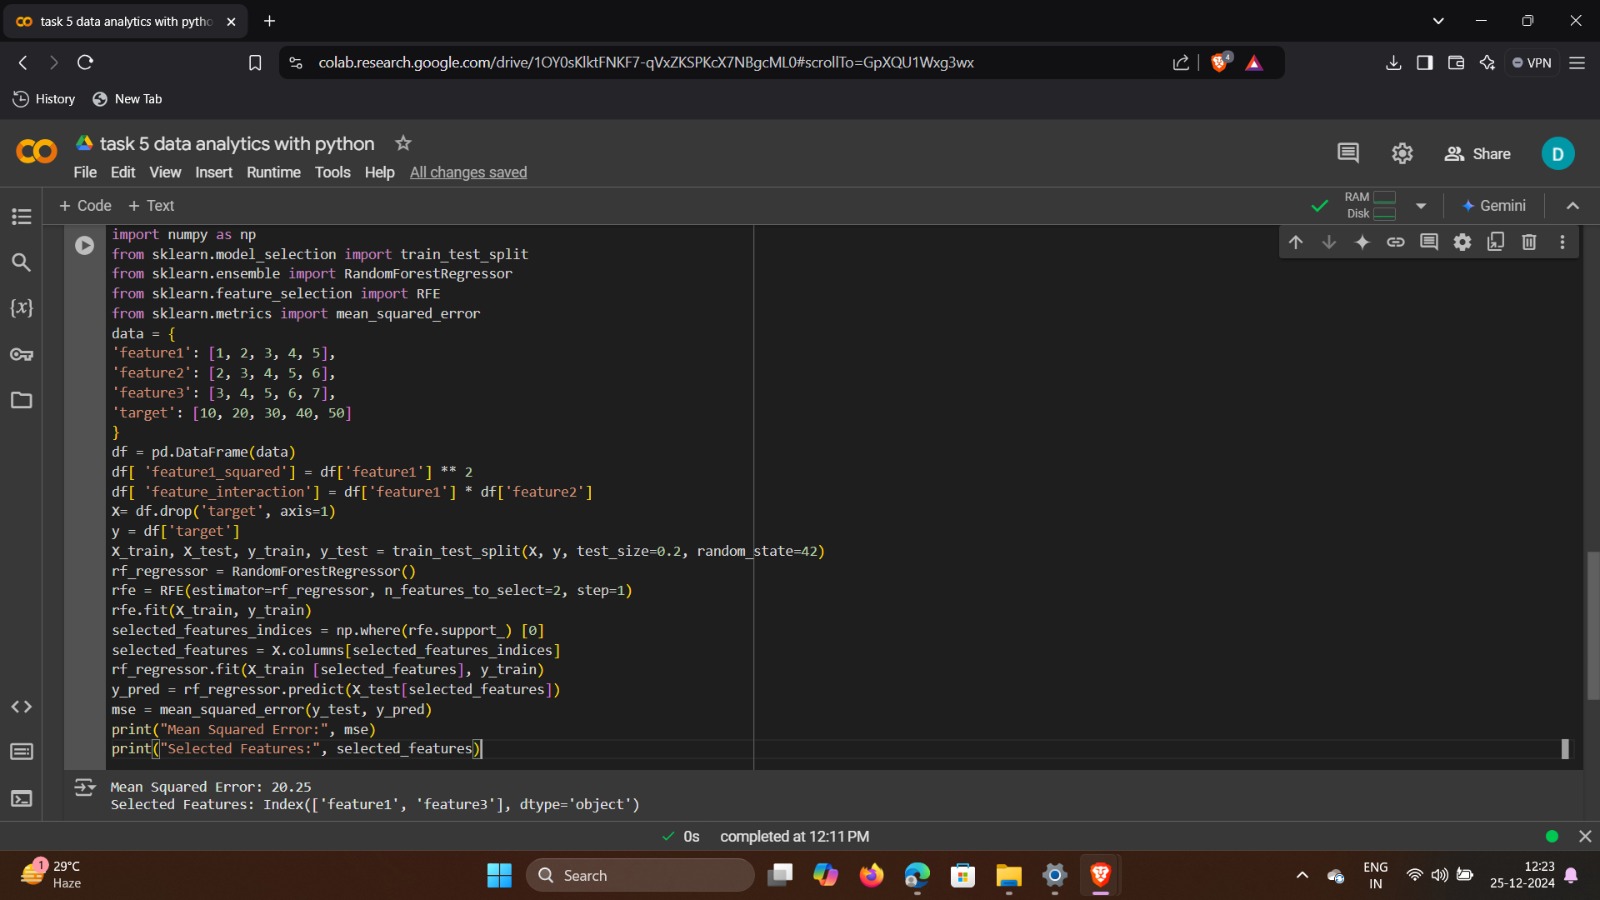 task 5 data analytics with pytho
colab.research.google.com/drive/1OY0sKlktFNKF7-qVxZKSPKcX7NBgcML0#scrollTo=GpXQU1Wxg3wx
4
VPN
History
New Tab
task 5 data analytics with python
Share
D
File Edit View Insert Runtime Tools Help All changes saved
+ Code + Text
RAM
Disk
Gemini
import numpy as np
from sklearn.model_selection import train_test_split
from sklearn.ensemble import RandomForestRegressor
from sklearn.feature_selection import RFE
from sklearn.metrics import mean_squared_error
data = {
'feature1': [1, 2, 3, 4, 5],
'feature2': [2, 3, 4, 5, 6],
'feature3': [3, 4, 5, 6, 7],
'target': [10, 20, 30, 40, 50]
}
df = pd.DataFrame(data)
df[ 'feature1_squared'] = df['feature1'] ** 2
df[ 'feature_interaction'] = df['feature1'] * df['feature2']
X= df.drop('target', axis=1)
y = df['target']
X_train, X_test, y_train, y_test = train_test_split(X, y, test_size=0.2, random_state=42)
rf_regressor = RandomForestRegressor()
rfe = RFE(estimator=rf_regressor, n_features_to_select=2, step=1)
rfe.fit(X_train, y_train)
selected_features_indices = np.where(rfe.support_) [0]
selected_features = X.columns[selected_features_indices]
rf_regressor.fit(X_train [selected_features], y_train)
y_pred = rf_regressor.predict(X_test[selected_features])
mse = mean_squared_error(y_test, y_pred)
print("Mean Squared Error:", mse)
print("Selected Features:", selected_features)
Mean Squared Error: 20.25
Selected Features: Index(['feature1', 'feature3'], dtype='object')
0s completed at 12:11 PM
1
29°C
Haze
Search
ENG
IN
12:23
25-12-2024